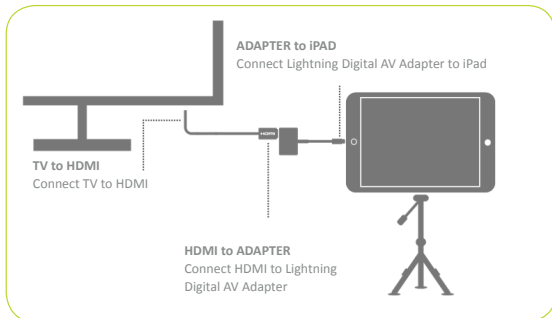 ADAPTER to iPAD
Connect Lightning Digital AV Adapter to iPad
HDMI
TV to HDMI
Connect TV to HDMI
HDMI to ADAPTER
Connect HDMI to Lightning
Digital AV Adapter